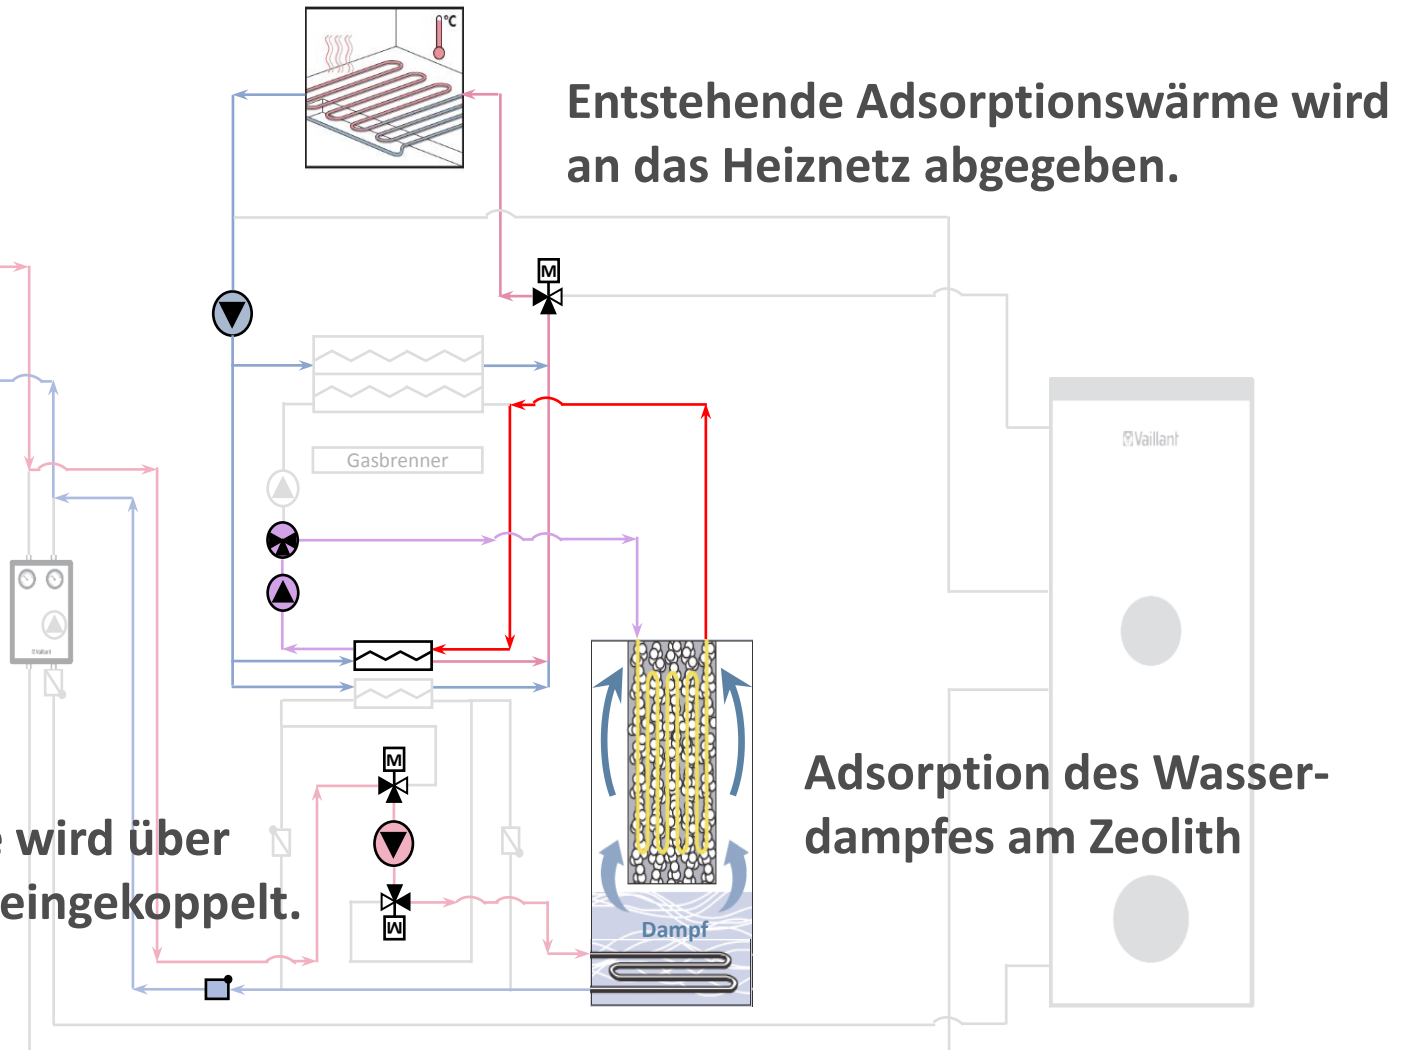 °C
Entstehende Adsorptionswärme wird
an das Heiznetz abgegeben.
M
Vaillant
Gasbrenner
Vaillant
M
Adsorption des Wasser-
dampfes am Zeolith
e wird über
eingekoppelt.
M
Dampf